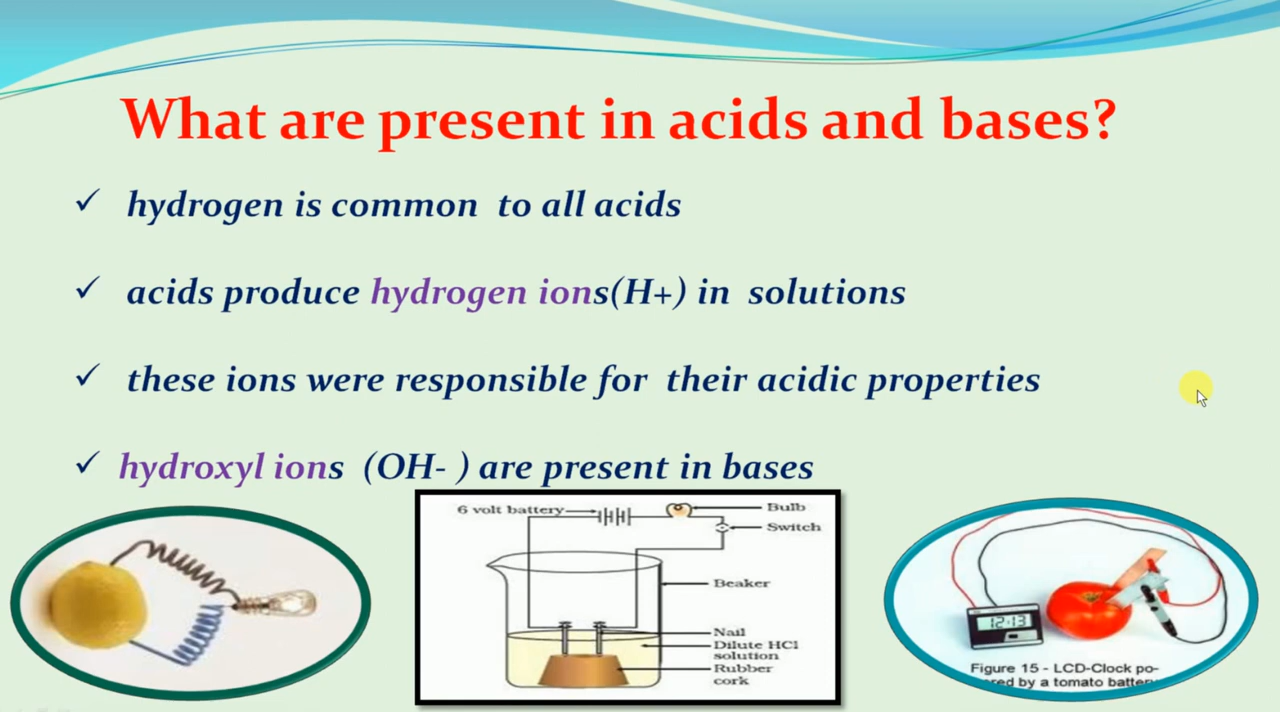 What are present in acids and bases?
✓ hydrogen is common to all acids
✓ acids produce hydrogen ions(H+) in solutions
✓ these ions were responsible for their acidic properties
✓ hydroxyl ions (OH- ) are present in bases
6 volt battery
Bulb
Switch
Beaker
Nail
Dilute HCl
solution
Rubber
cork
12:13
Figure 15 - LCD-Clock po-
red by a tomato battery